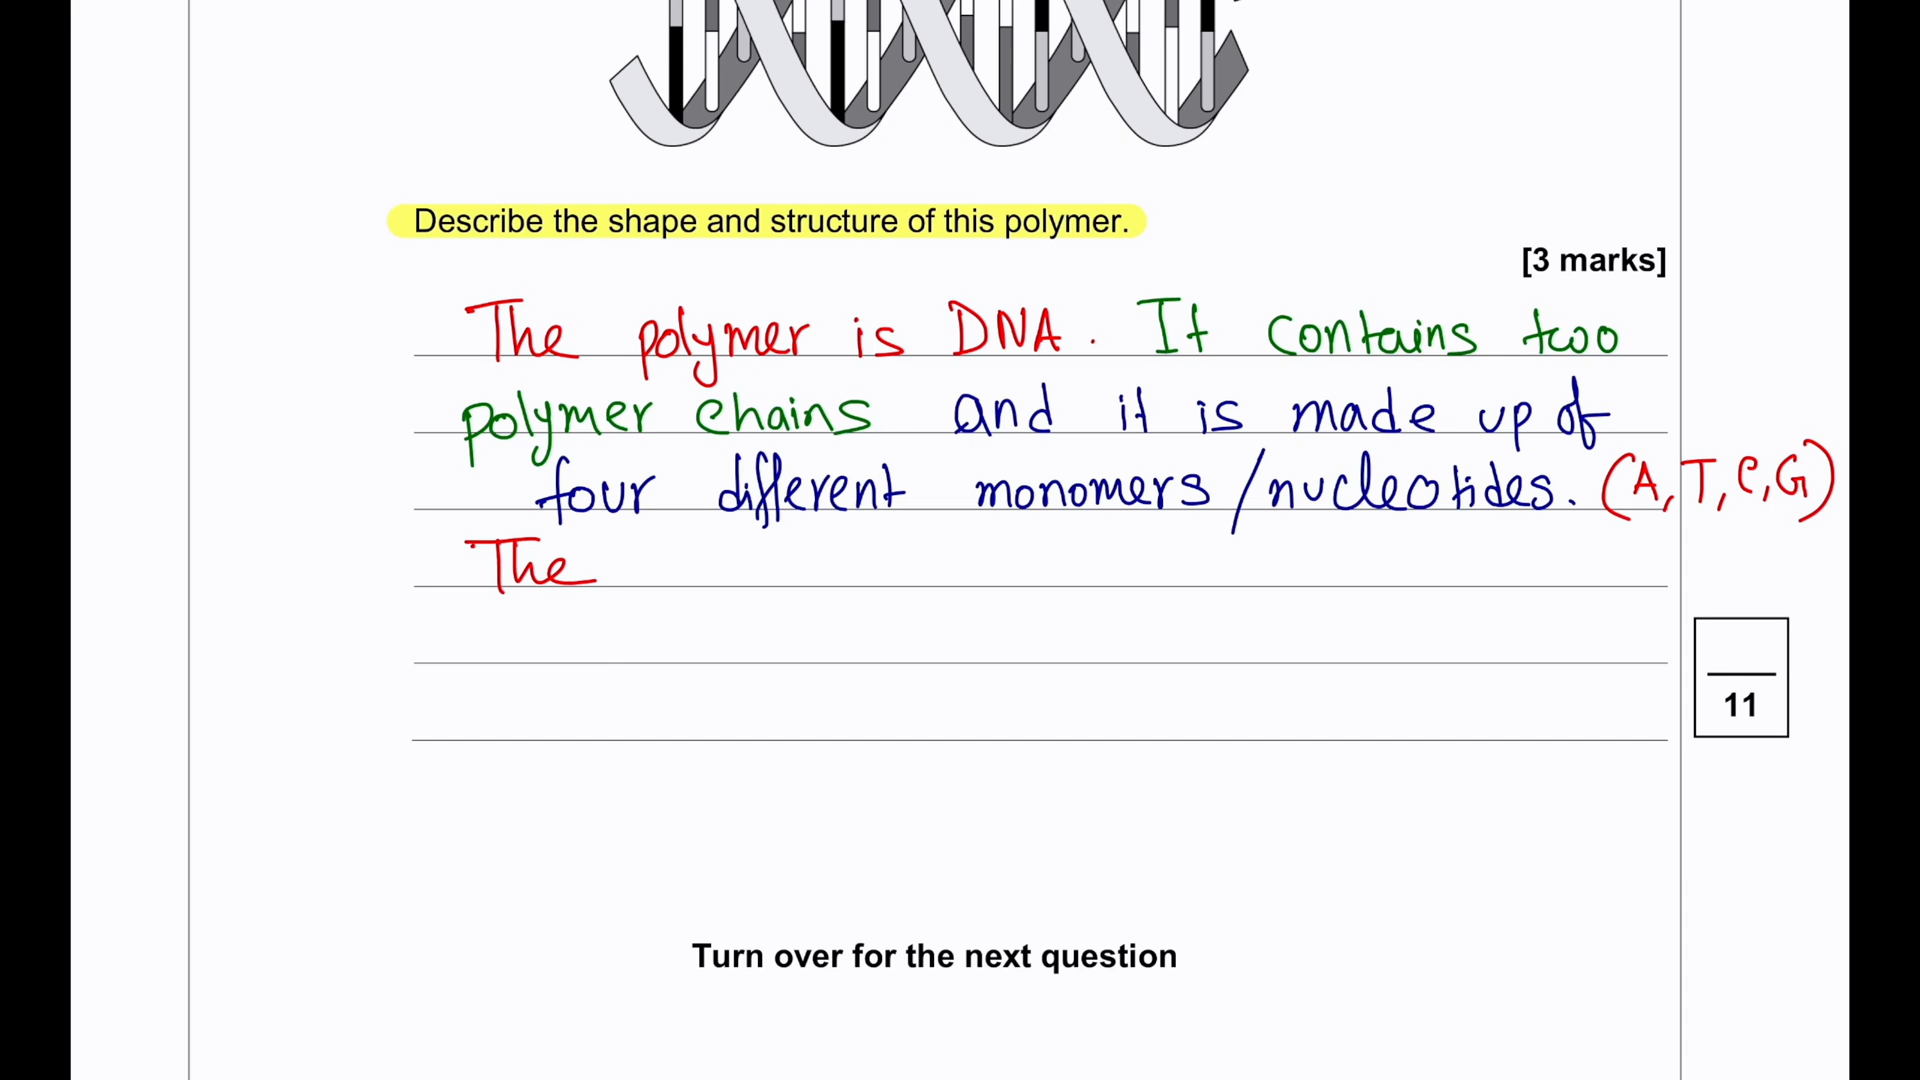 Describe the shape and structure of this polymer.
[3 marks]
The polymer is DNA. It contains two
polymer chains and it is made up of
four different monomers/nucleotides. (A, T, C, G)
The
11
Turn over for the next question